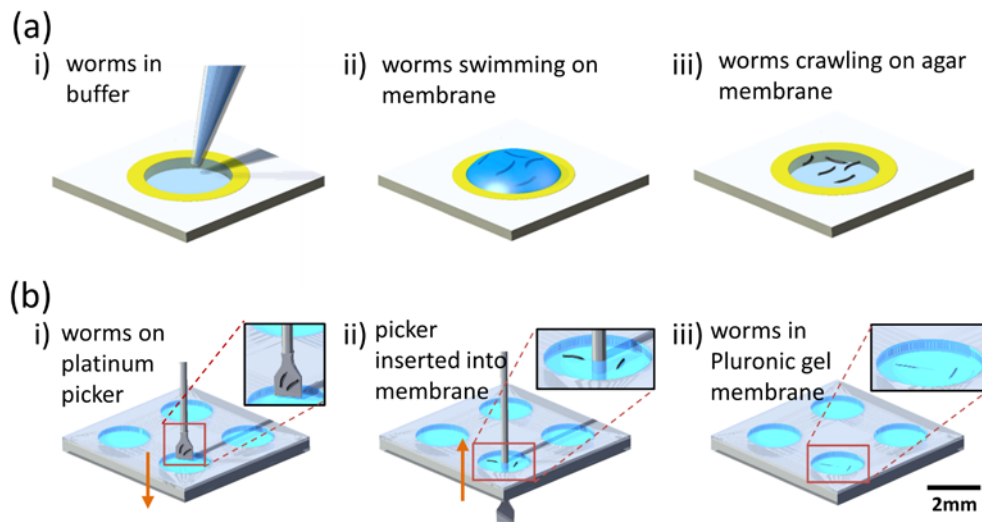 (a)
i) worms in
buffer
ii) worms swimming on
membrane
iii) worms crawling on agar
membrane
(b)
i) worms on
platinum
picker
ii) picker
inserted into
membrane
iii) worms in
Pluronic gel
membrane
2mm